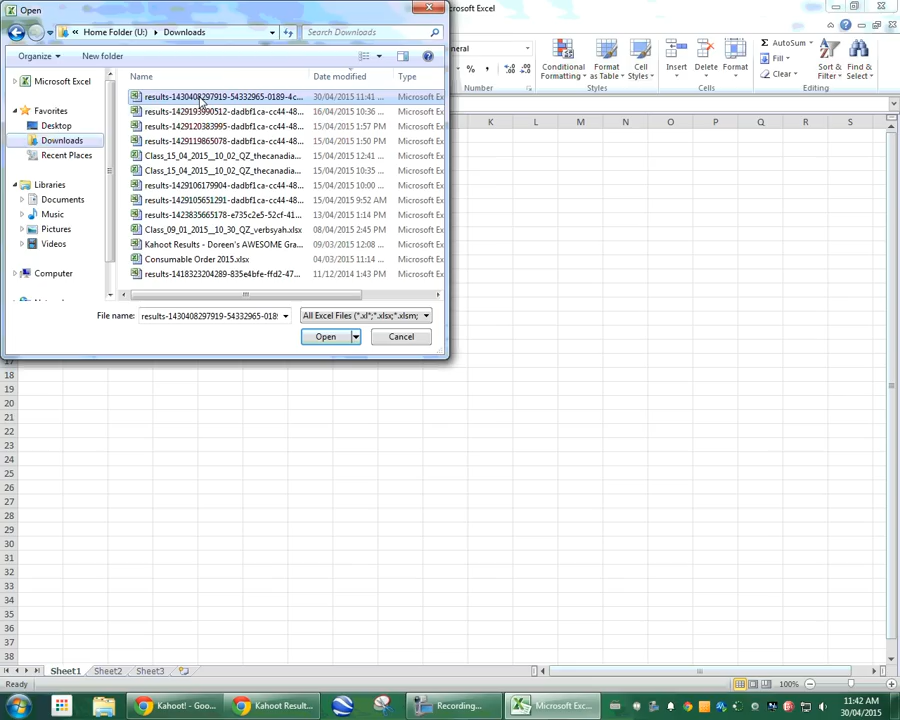 Open
Microsoft Excel
« Home Folder (U:) ▸ Downloads
Search Downloads
Organize
New folder
Name
Date modified
Type
Microsoft Excel
Favorites
Desktop
Downloads
Recent Places
Libraries
Documents
Music
Pictures
Videos
Computer
results-1430408297919-54332965-0189-4c... 30/04/2015 11:41 ... Microsoft Ex
results-1429193990512-dadbf1ca-cc44-48... 16/04/2015 10:36 ... Microsoft Ex
results-1429120383995-dadbf1ca-cc44-48... 15/04/2015 1:57 PM Microsoft Ex
results-1429119865078-dadbf1ca-cc44-48... 15/04/2015 1:50 PM Microsoft Ex
Class_15_04_2015__10_02_QZ_thecanadia... 15/04/2015 12:41 ... Microsoft Ex
Class_15_04_2015__10_02_QZ_thecanadia... 15/04/2015 10:35 ... Microsoft Ex
results-1429106179904-dadbf1ca-cc44-48... 15/04/2015 10:00 ... Microsoft Ex
results-1429105651291-dadbf1ca-cc44-48... 15/04/2015 9:52 AM Microsoft Ex
results-1423835665178-e735c2e5-52cf-41... 13/04/2015 1:14 PM Microsoft Ex
Class_09_01_2015__10_30_QZ_verbsyah.xlsx 08/04/2015 2:45 PM Microsoft Ex
Kahoot Results - Doreen's AWESOME Gra... 09/03/2015 12:08 ... Microsoft Ex
Consumable Order 2015.xlsx 04/03/2015 11:14 ... Microsoft Ex
results-1418323204289-835e4bfe-ffd2-47... 11/12/2014 1:43 PM Microsoft Ex
File name: results-1430408297919-54332965-018 All Excel Files (*.xl*;*.xlsx;*.xlsm;
Open
Cancel
neral
%
,
Number
Conditional Formatting
Format as Table
Cell Styles
Styles
Insert
Delete
Format
Cells
Σ AutoSum
Fill
Clear
Sort & Filter
Find & Select
Editing
K L M N O P Q R S
17
18
19
20
21
22
23
24
25
26
27
28
29
30
31
32
33
34
35
36
37
38
Sheet1 Sheet2 Sheet3
Ready
100%
Kahoot! - Goo...
Kahoot Result...
Recording...
Microsoft Exc...
11:42 AM
30/04/2015